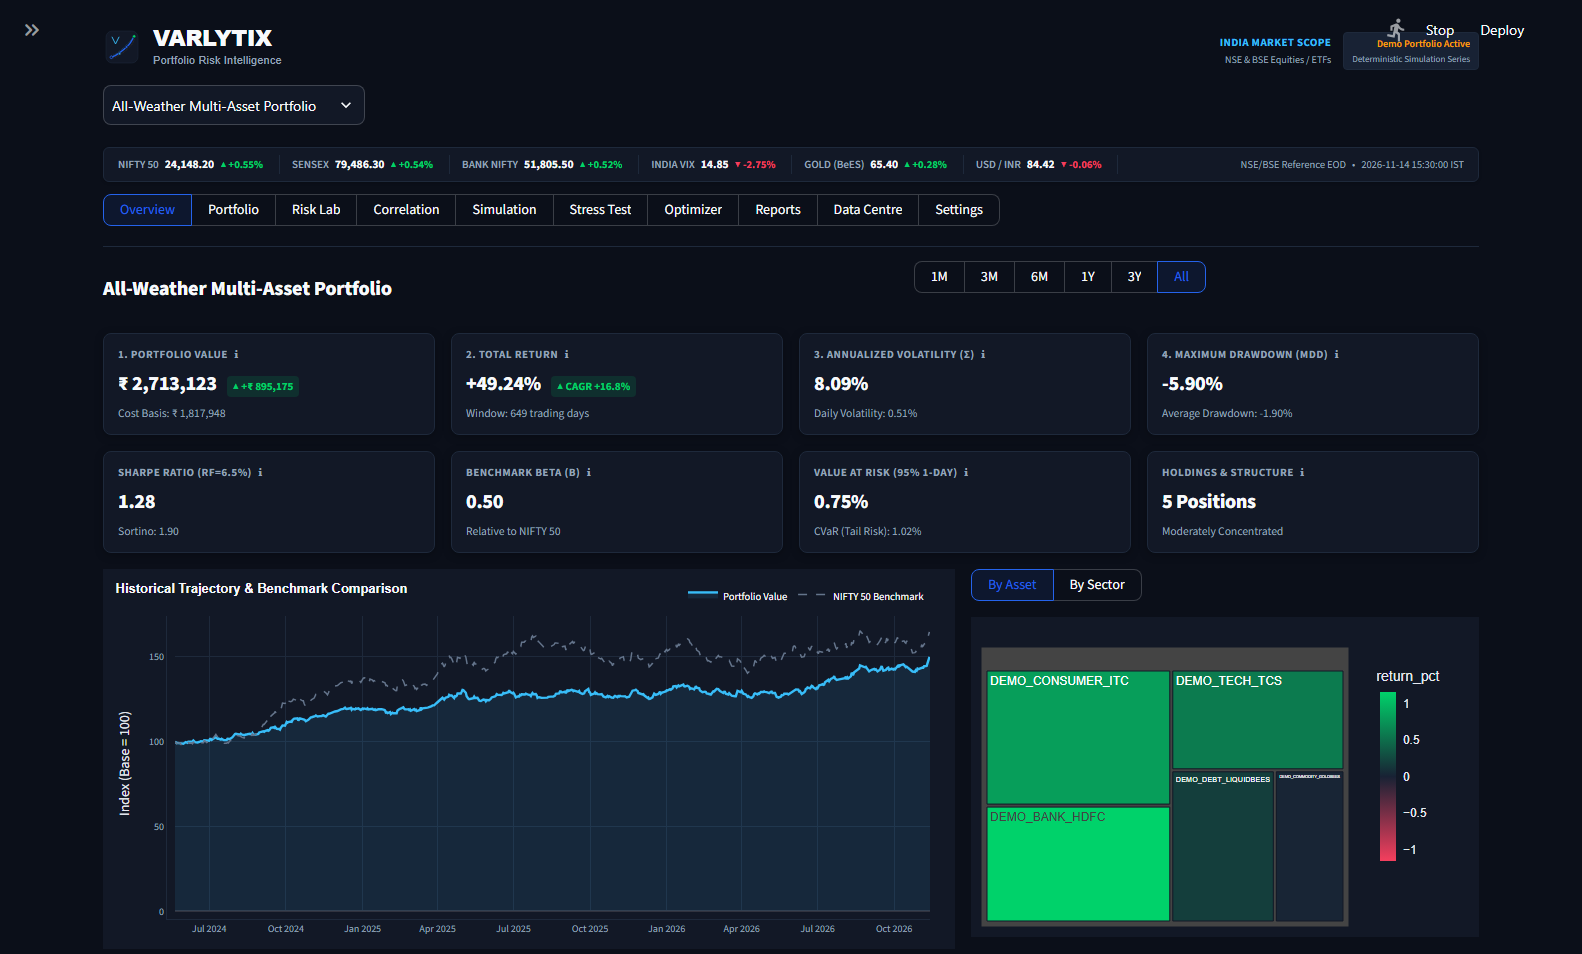 VARLYTIX
Portfolio Risk Intelligence
INDIA MARKET SCOPE
NSE & BSE Equities / ETFs
Stop
Deploy
Demo Portfolio Active
Deterministic Simulation Series
All-Weather Multi-Asset Portfolio
NIFTY 50 24,148.20 ▲ +0.55% SENSEX 79,486.30 ▲ +0.54% BANK NIFTY 51,805.50 ▲ +0.52% INDIA VIX 14.85 ▼ -2.75% GOLD (BeES) 65.40 ▲ +0.28% USD / INR 84.42 ▼ -0.06% NSE/BSE Reference EOD • 2026-11-14 15:30:00 IST
Overview Portfolio Risk Lab Correlation Simulation Stress Test Optimizer Reports Data Centre Settings
All-Weather Multi-Asset Portfolio
1M 3M 6M 1Y 3Y All
1. PORTFOLIO VALUE ℹ
₹ 2,713,123 ▲ +₹ 895,175
Cost Basis: ₹ 1,817,948
2. TOTAL RETURN ℹ
+49.24% ▲ CAGR +16.8%
Window: 649 trading days
3. ANNUALIZED VOLATILITY (Σ) ℹ
8.09%
Daily Volatility: 0.51%
4. MAXIMUM DRAWDOWN (MDD) ℹ
-5.90%
Average Drawdown: -1.90%
SHARPE RATIO (RF=6.5%) ℹ
1.28
Sortino: 1.90
BENCHMARK BETA (Β) ℹ
0.50
Relative to NIFTY 50
VALUE AT RISK (95% 1-DAY) ℹ
0.75%
CVaR (Tail Risk): 1.02%
HOLDINGS & STRUCTURE ℹ
5 Positions
Moderately Concentrated
Historical Trajectory & Benchmark Comparison
Portfolio Value NIFTY 50 Benchmark
Index (Base = 100)
150
100
50
0
Jul 2024 Oct 2024 Jan 2025 Apr 2025 Jul 2025 Oct 2025 Jan 2026 Apr 2026 Jul 2026 Oct 2026
By Asset By Sector
DEMO_CONSUMER_ITC
DEMO_TECH_TCS
DEMO_BANK_HDFC
DEMO_DEBT_LIQUIDBEES
DEMO_COMMODITY_GOLDBEES
return_pct
1
0.5
0
−0.5
−1